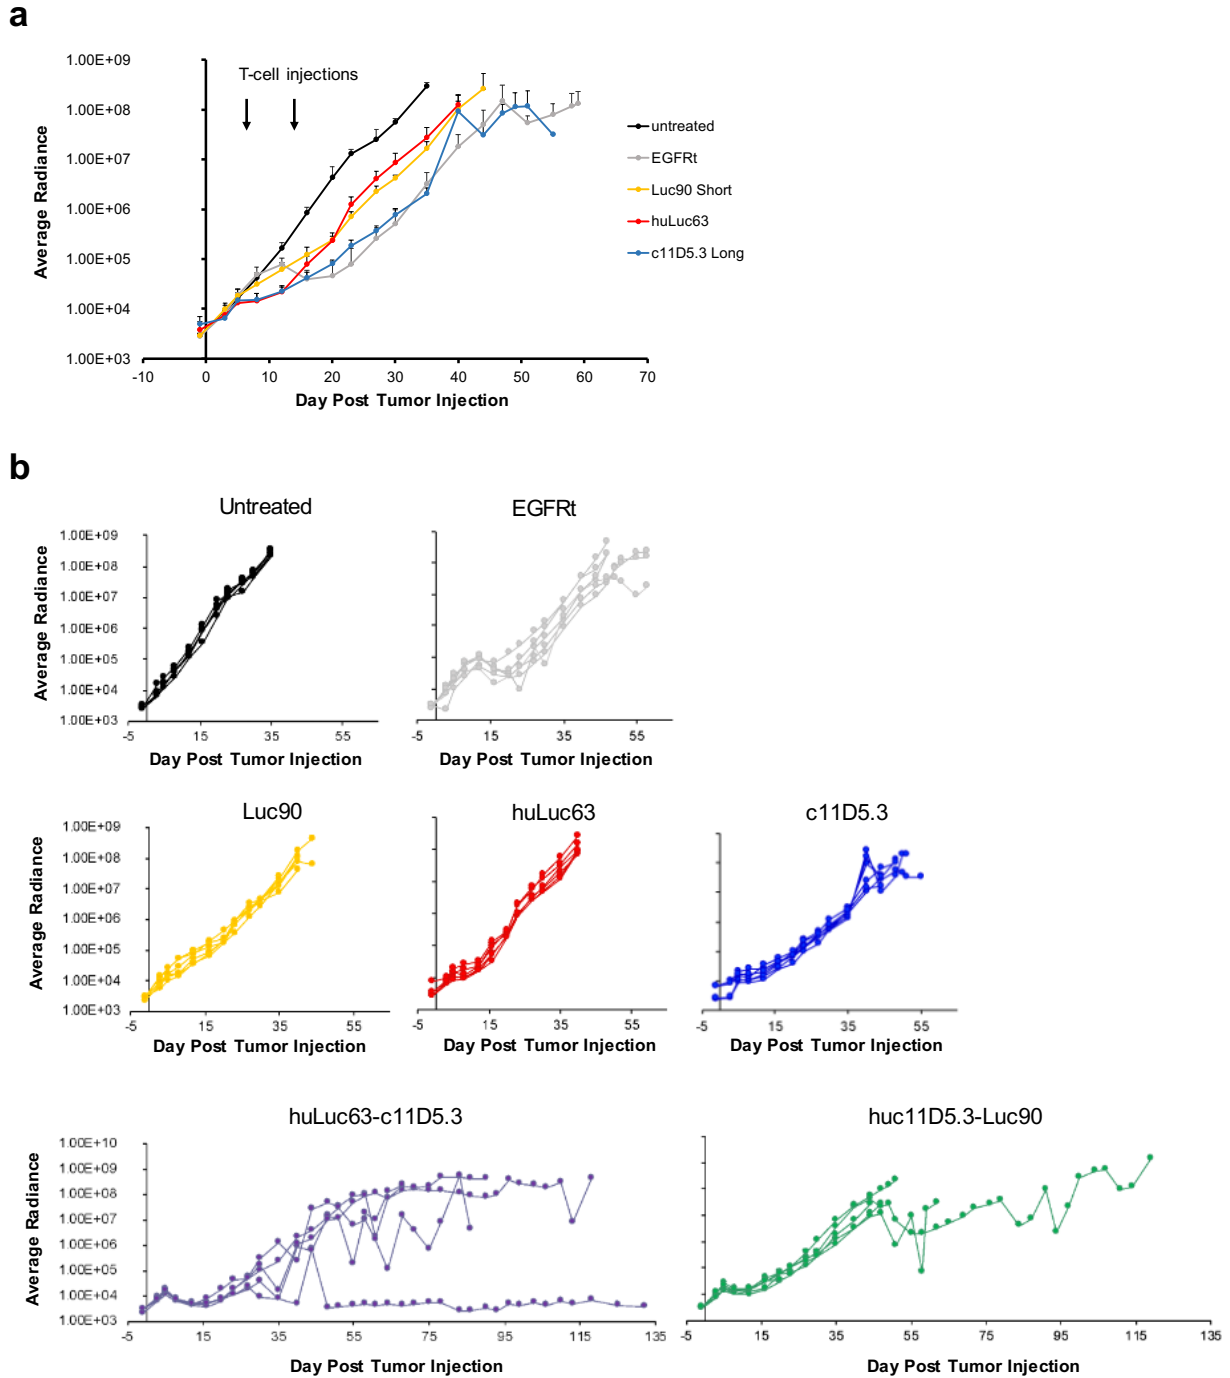 a
1.00E+09
1.00E+08
1.00E+07
1.00E+06
1.00E+05
1.00E+04
1.00E+03
Average Radiance
T-cell injections
-10 0 10 20 30 40 50 60 70
Day Post Tumor Injection
untreated
EGFRt
Luc90 Short
huLuc63
c11D5.3 Long
b
Untreated
1.00E+09
1.00E+08
1.00E+07
1.00E+06
1.00E+05
1.00E+04
1.00E+03
Average Radiance
-5 15 35 55
Day Post Tumor Injection
EGFRt
-5 15 35 55
Day Post Tumor Injection
Luc90
1.00E+09
1.00E+08
1.00E+07
1.00E+06
1.00E+05
1.00E+04
1.00E+03
Average Radiance
-5 15 35 55
Day Post Tumor Injection
huLuc63
-5 15 35 55
Day Post Tumor Injection
c11D5.3
-5 15 35 55
Day Post Tumor Injection
huLuc63-c11D5.3
1.00E+10
1.00E+09
1.00E+08
1.00E+07
1.00E+06
1.00E+05
1.00E+04
1.00E+03
Average Radiance
-5 15 35 55 75 95 115 135
Day Post Tumor Injection
huc11D5.3-Luc90
-5 15 35 55 75 95 115 135
Day Post Tumor Injection